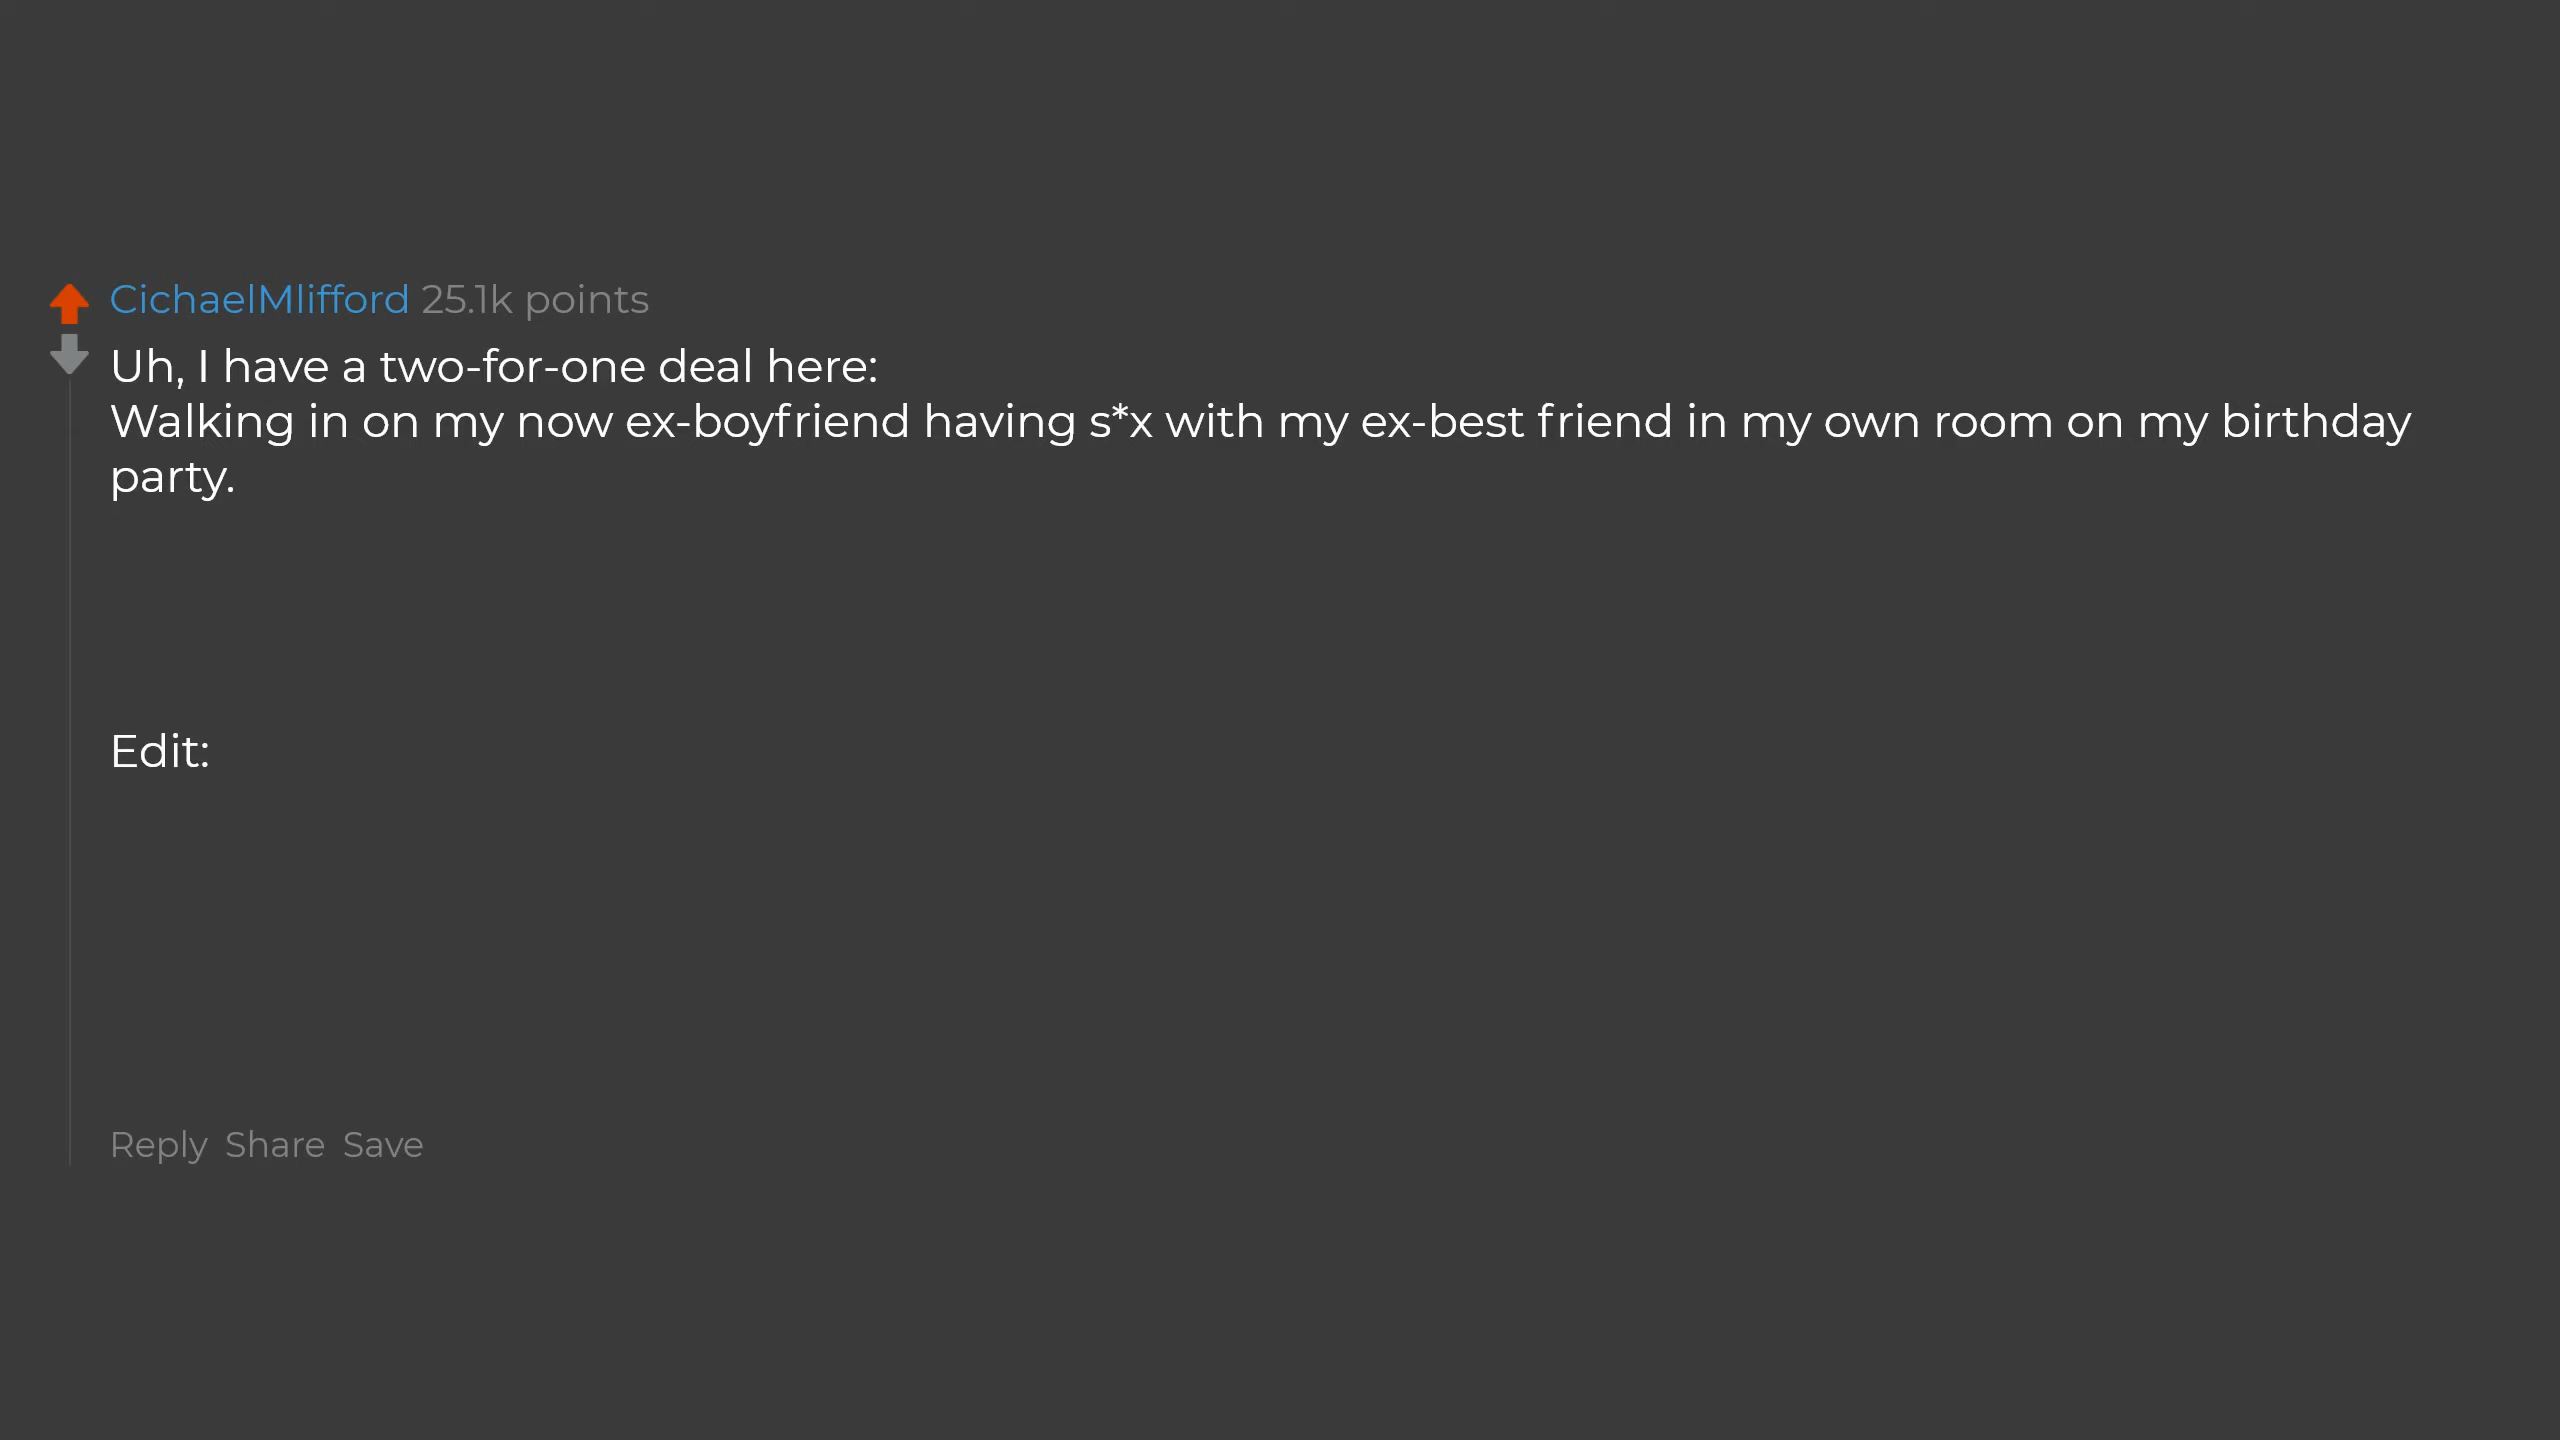 CichaelMlifford 25.1k points
Uh, I have a two-for-one deal here:
Walking in on my now ex-boyfriend having s*x with my ex-best friend in my own room on my birthday
party.
Edit:
Reply Share Save